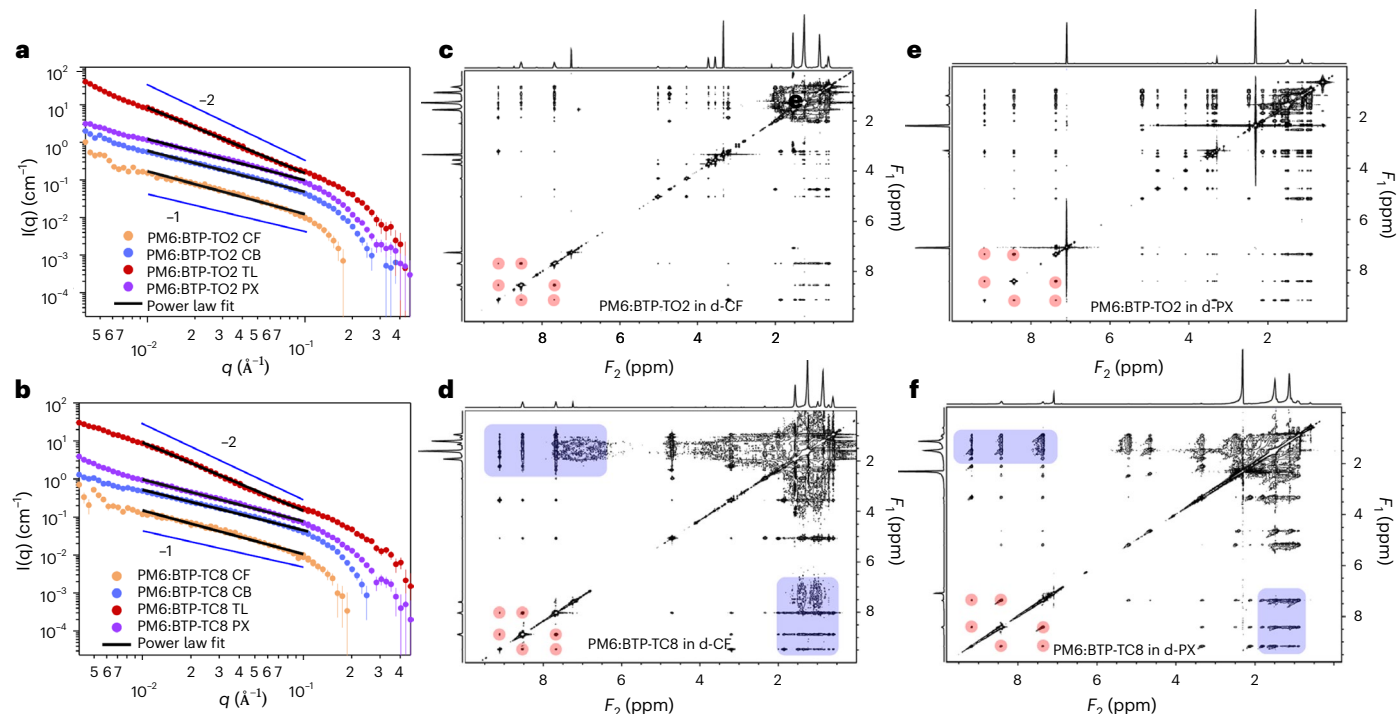 a
10²
10¹
10⁰
10⁻¹
10⁻²
10⁻³
10⁻⁴
I(q) (cm⁻¹)
−2
−1
PM6:BTP-TO2 CF
PM6:BTP-TO2 CB
PM6:BTP-TO2 TL
PM6:BTP-TO2 PX
Power law fit
5 6 7 2 3 4 5 6 7 2 3 4
10⁻² 10⁻¹
q (Å⁻¹)
c
e
2
4
6
8
F₁ (ppm)
PM6:BTP-TO2 in d-CF
8 6 4 2
F₂ (ppm)
e
2
4
6
8
F₁ (ppm)
PM6:BTP-TO2 in d-PX
8 6 4 2
F₂ (ppm)
b
10²
10¹
10⁰
10⁻¹
10⁻²
10⁻³
10⁻⁴
I(q) (cm⁻¹)
−2
−1
PM6:BTP-TC8 CF
PM6:BTP-TC8 CB
PM6:BTP-TC8 TL
PM6:BTP-TC8 PX
Power law fit
5 6 7 2 3 4 5 6 7 2 3 4
10⁻² 10⁻¹
q (Å⁻¹)
d
2
4
6
8
F₁ (ppm)
PM6:BTP-TC8 in d-CF
8 6 4 2
F₂ (ppm)
f
2
4
6
8
F₁ (ppm)
PM6:BTP-TC8 in d-PX
8 6 4 2
F₂ (ppm)